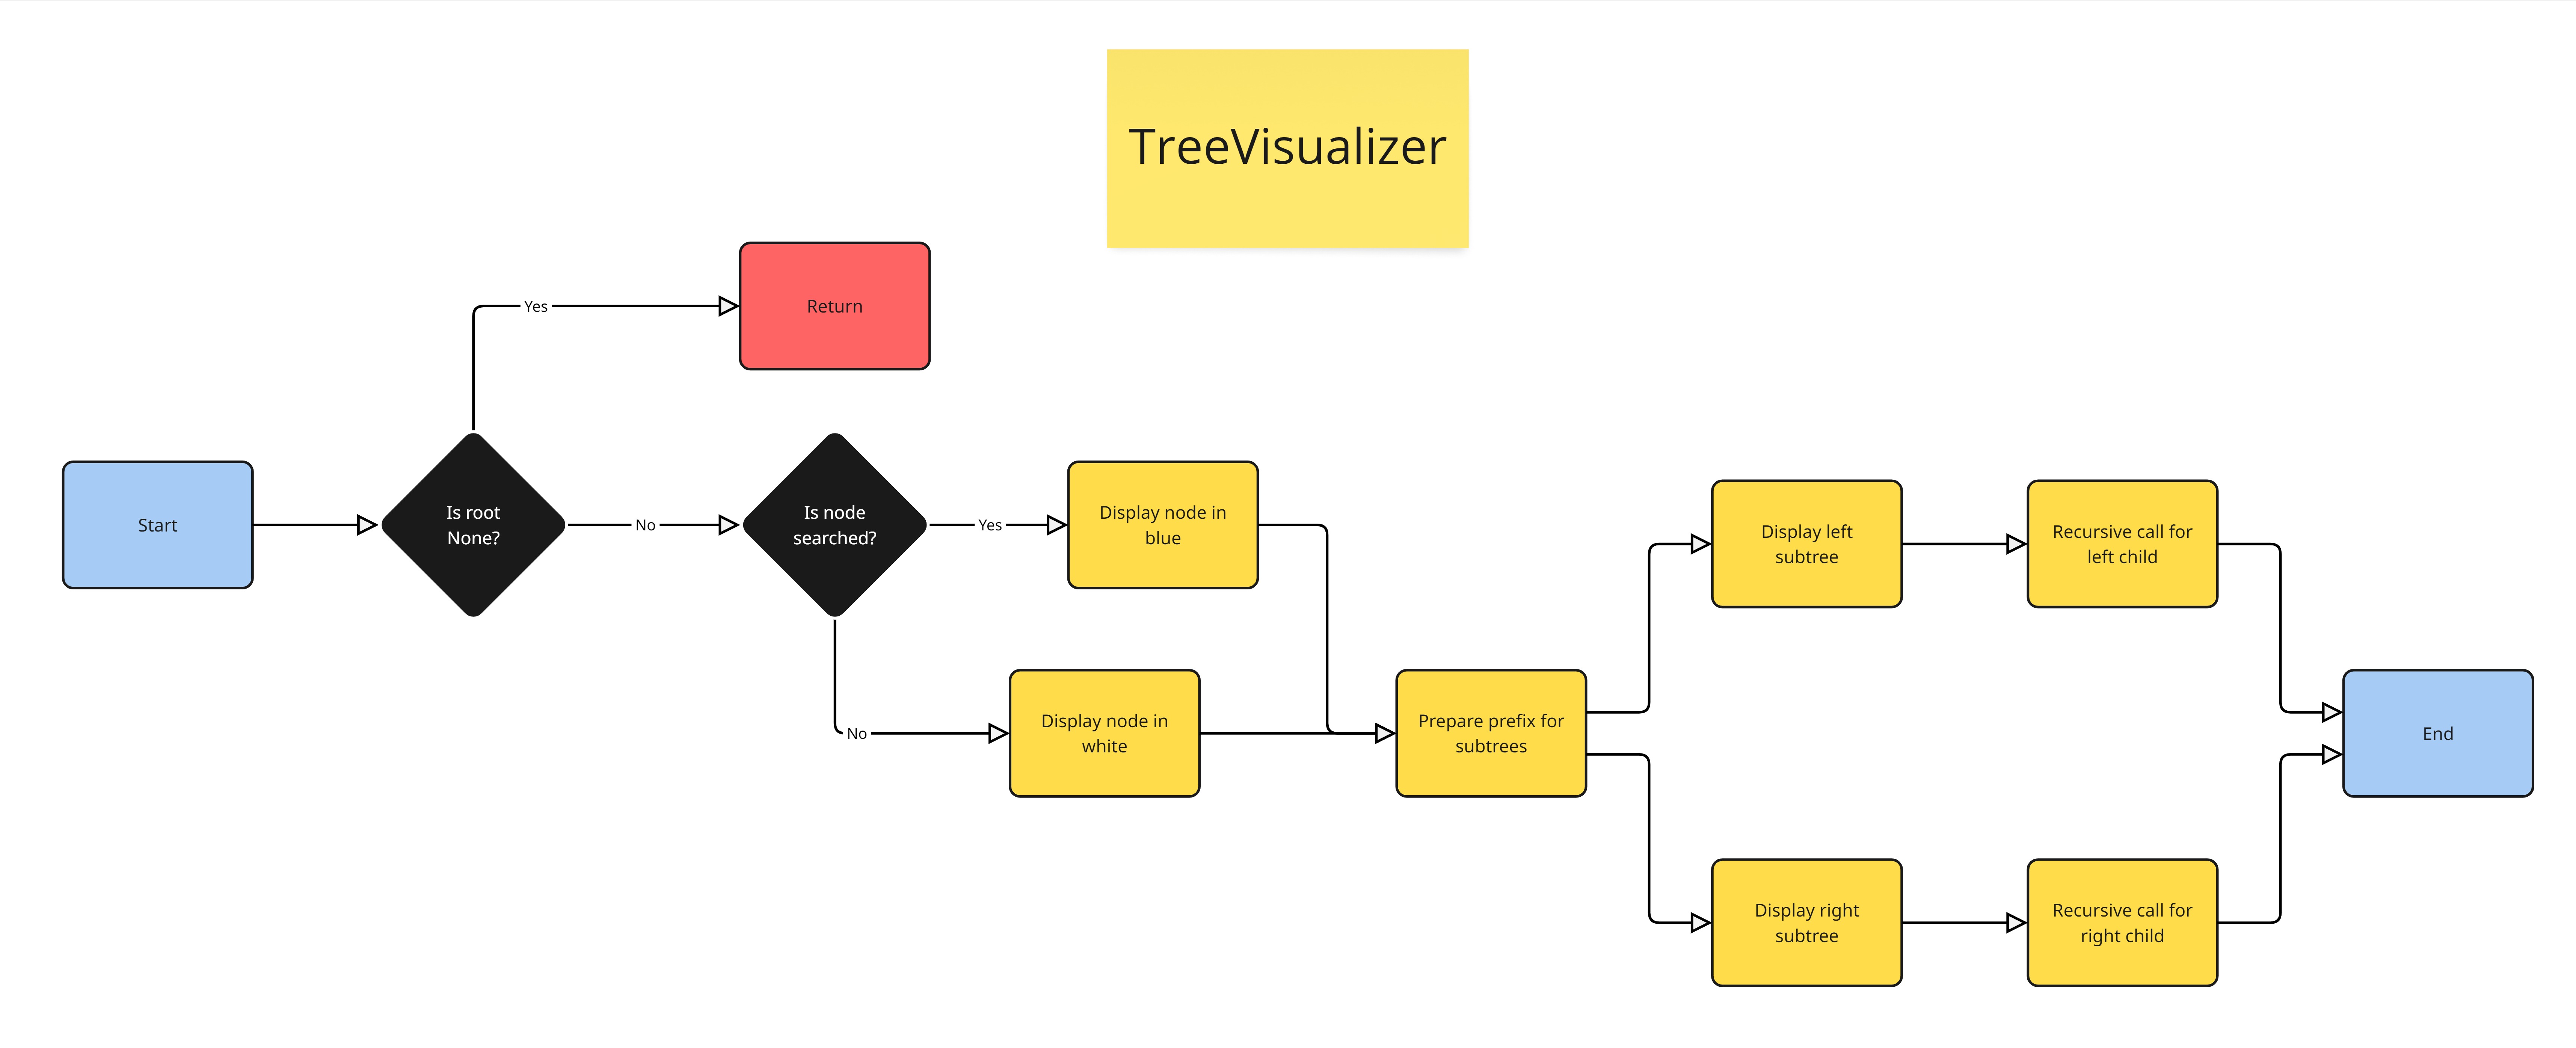 TreeVisualizer
Yes
Return
Start
Is root
None?
No
Is node
searched?
Yes
Display node in
blue
No
Display node in
white
Prepare prefix for
subtrees
Display left
subtree
Recursive call for
left child
Display right
subtree
Recursive call for
right child
End